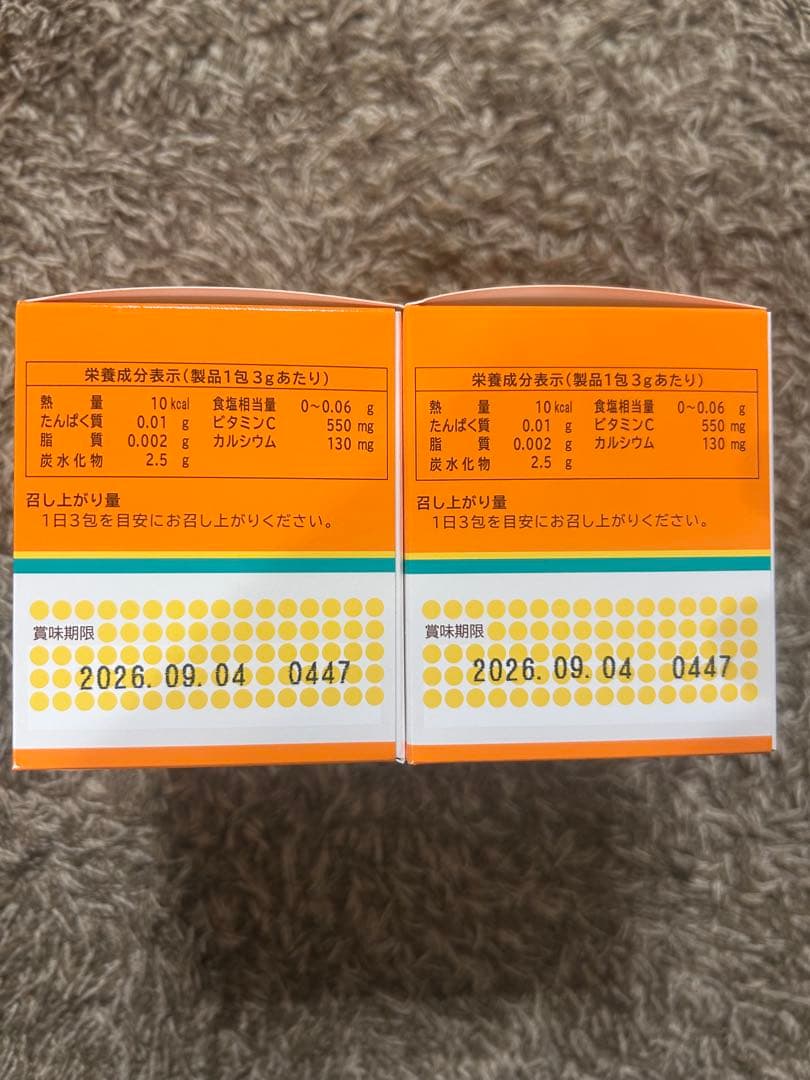 栄養成分表示(製品1包3gあたり)
熱量 10kcal 食塩相当量 0〜0.06 g
たんぱく質 0.01 g ビタミンC 550 mg
脂質 0.002 g カルシウム 130 mg
炭水化物 2.5 g
召し上がり量
1日3包を目安にお召し上がりください。
賞味期限
2026.09.04 0447
栄養成分表示(製品1包3gあたり)
熱量 10kcal 食塩相当量 0〜0.06 g
たんぱく質 0.01 g ビタミンC 550 mg
脂質 0.002 g カルシウム 130 mg
炭水化物 2.5 g
召し上がり量
1日3包を目安にお召し上がりください。
賞味期限
2026.09.04 0447